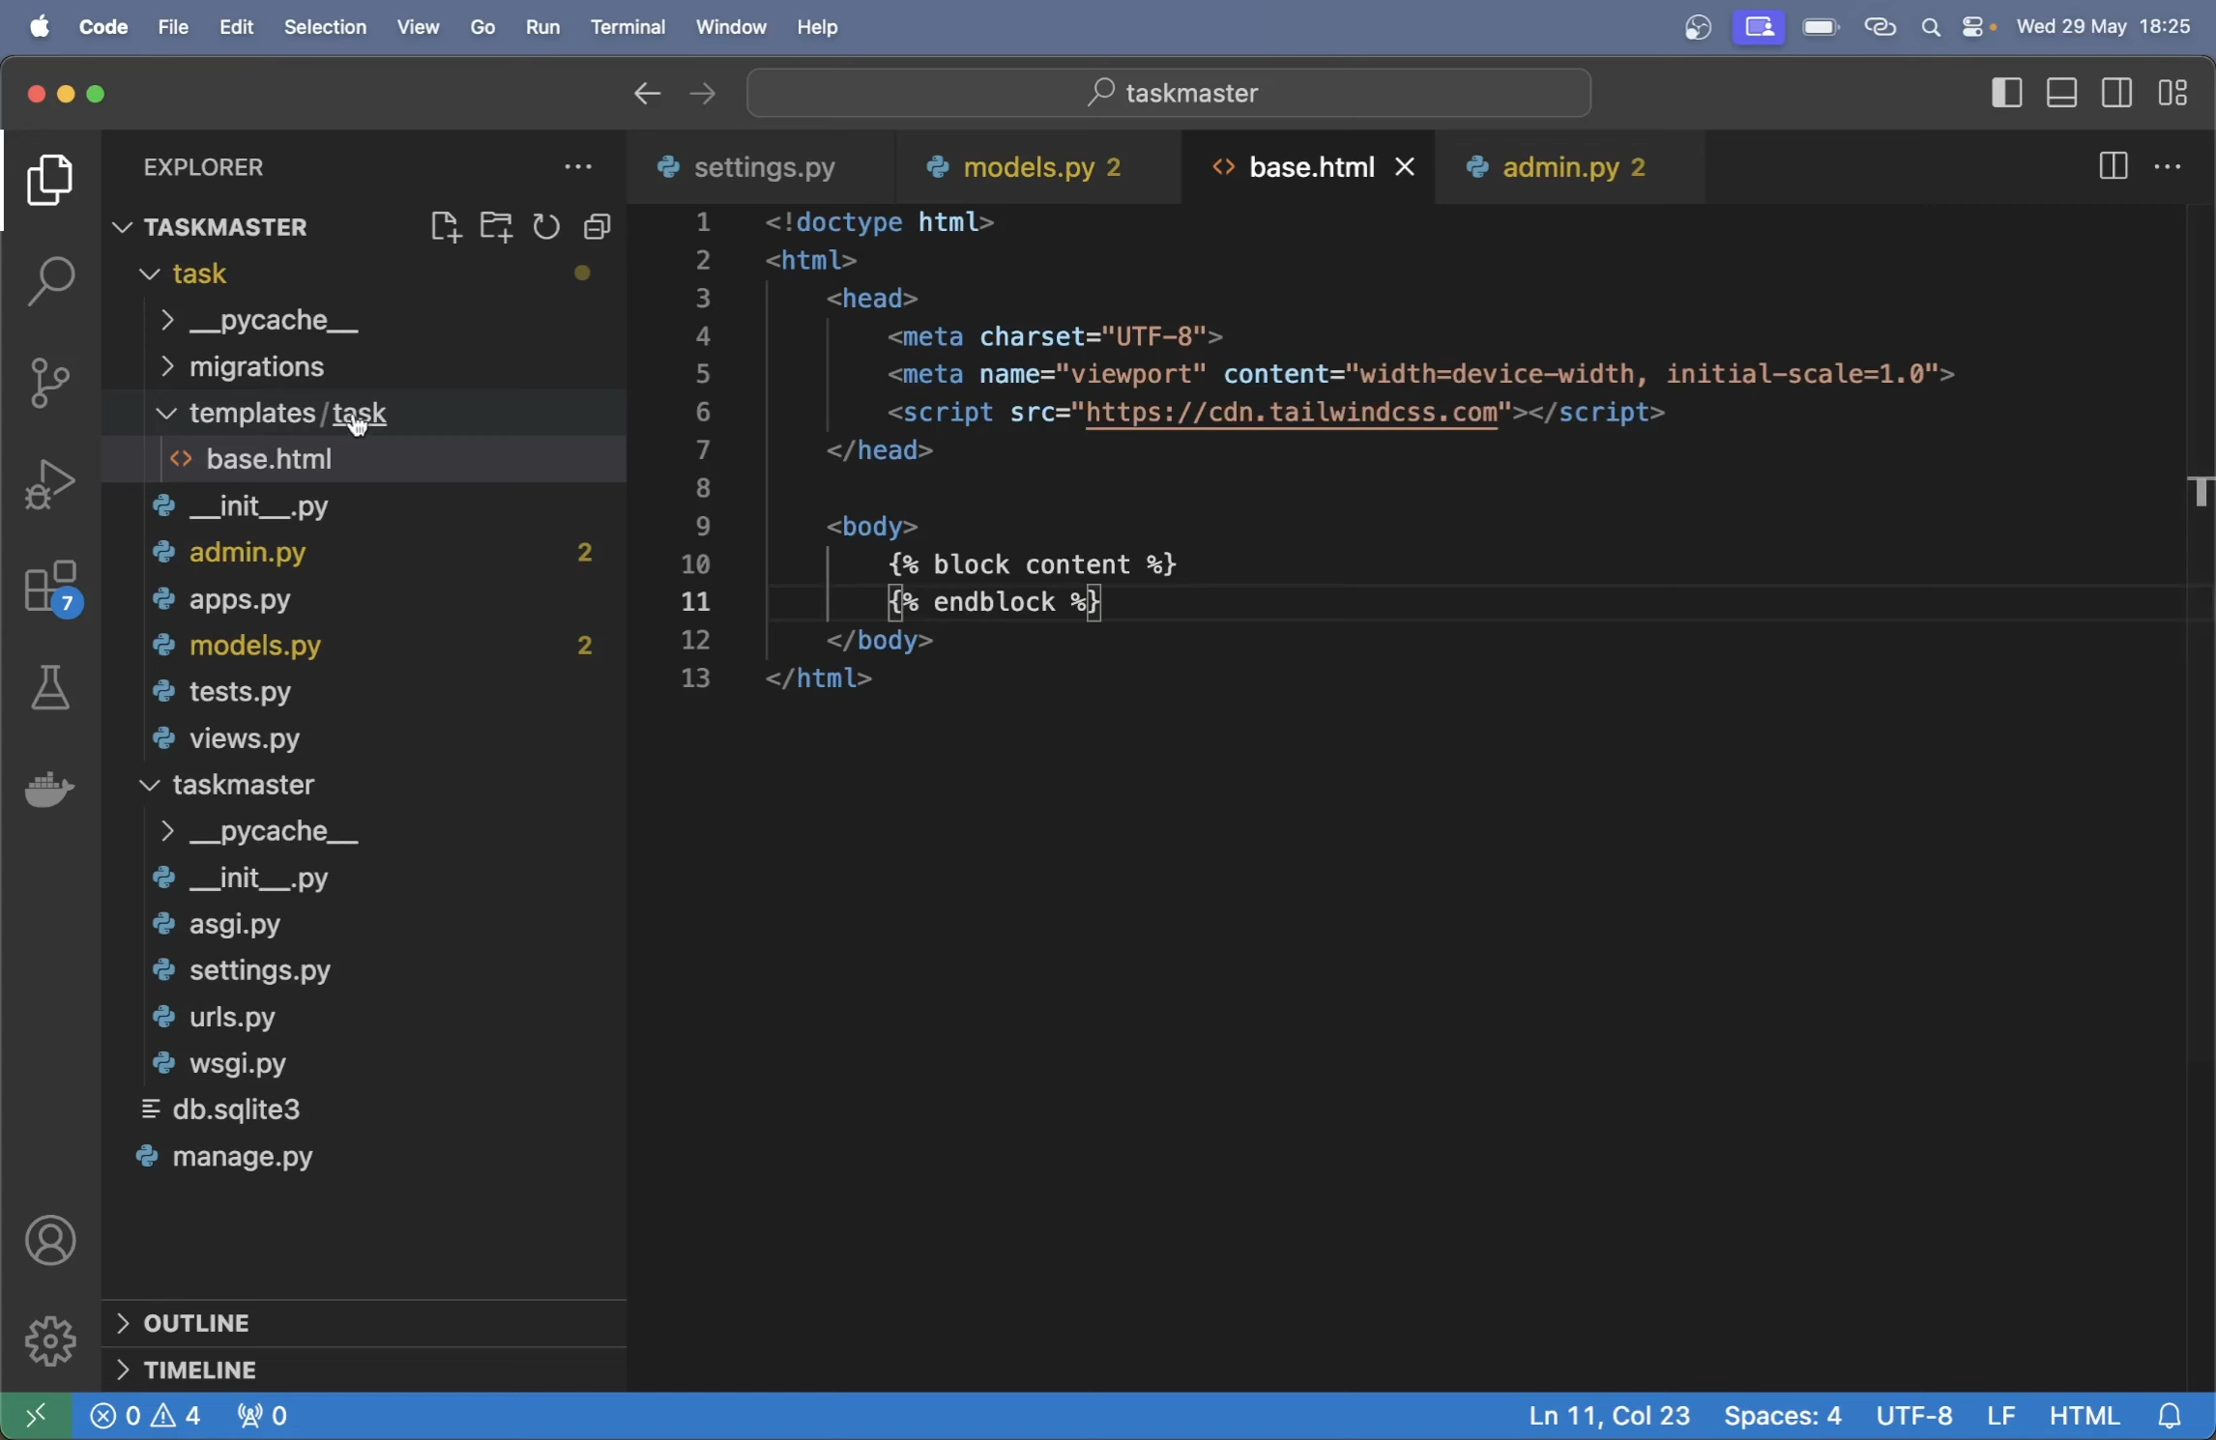 Code File Edit Selection View Go Run Terminal Window Help Wed 29 May 18:25
taskmaster
EXPLORER
settings.py models.py 2 base.html admin.py 2
TASKMASTER
task
__pycache__
migrations
templates/task
base.html
__init__.py
admin.py 2
apps.py
models.py 2
tests.py
views.py
taskmaster
__pycache__
__init__.py
asgi.py
settings.py
urls.py
wsgi.py
db.sqlite3
manage.py
OUTLINE
TIMELINE
7
1 <!doctype html>
2 <html>
3 <head>
4 <meta charset="UTF-8">
5 <meta name="viewport" content="width=device-width, initial-scale=1.0">
6 <script src="https://cdn.tailwindcss.com"></script>
7 </head>
8
9 <body>
10 {% block content %}
11 {% endblock %}
12 </body>
13 </html>
0 4 0 Ln 11, Col 23 Spaces: 4 UTF-8 LF HTML